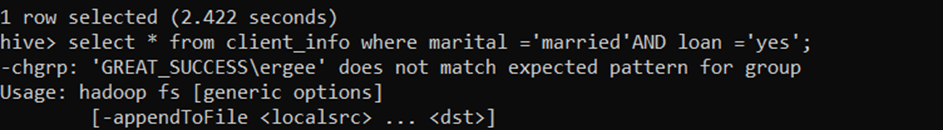 1 row selected (2.422 seconds)
hive> select * from client_info where marital ='married'AND loan ='yes';
-chgrp: 'GREAT_SUCCESS\ergee' does not match expected pattern for group
Usage: hadoop fs [generic options]
[-appendToFile <localsrc> ... <dst>]